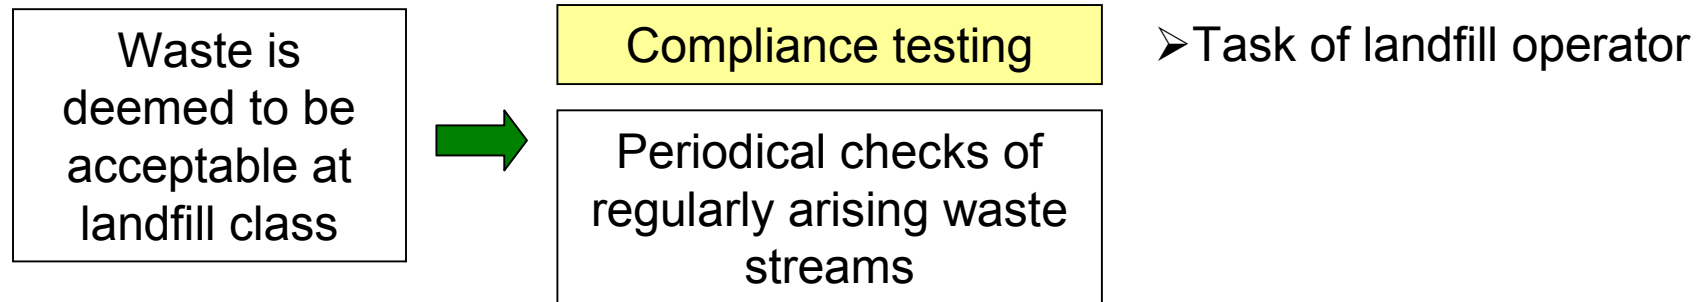 Waste is
deemed to be
acceptable at
landfill class
Compliance testing
Periodical checks of
regularly arising waste
streams
➢Task of landfill operator